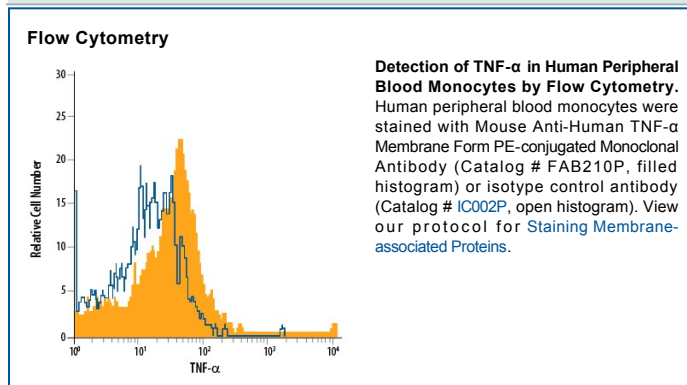 Flow Cytometry
Detection of TNF-α in Human Peripheral
Blood Monocytes by Flow Cytometry.
Human peripheral blood monocytes were
stained with Mouse Anti-Human TNF-α
Membrane Form PE-conjugated Monoclonal
Antibody (Catalog # FAB210P, filled
histogram) or isotype control antibody
(Catalog # IC002P, open histogram). View
our protocol for Staining Membrane-
associated Proteins.
Relative Cell Number
30
25
20
15
10
5
0
10⁰ 10¹ 10² 10³ 10⁴
TNF-α